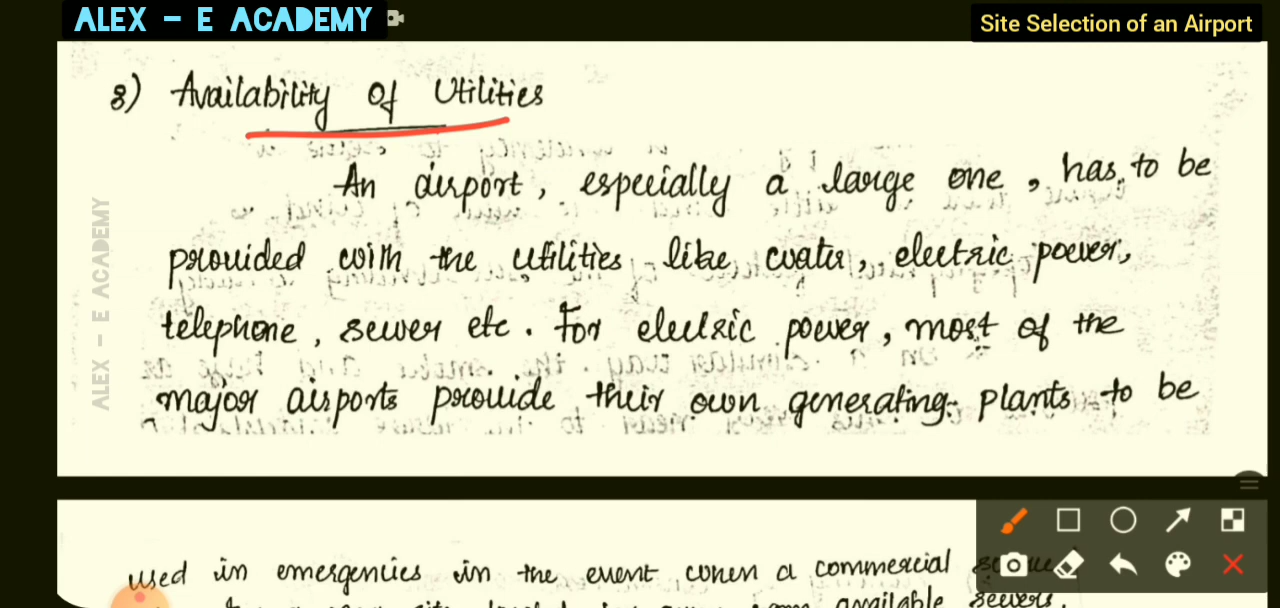 ALEX - E ACADEMY
Site Selection of an Airport
8) Availability Of Utilities
An airport, especially a large one, has to be
provided with the utilities like water, electric power,
telephone, sewer etc. For electric power, most of the
major airports provide their own generating plants to be
ALEX - E ACADEMY
used in emergencies in the event when a commercial
available sewers.